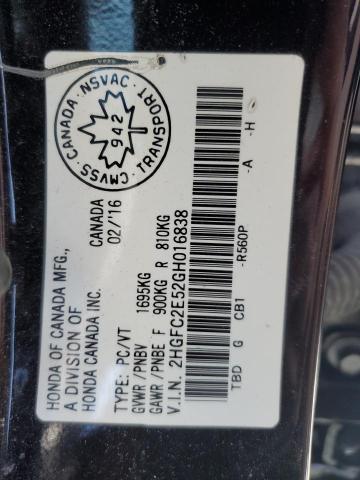 HONDA OF CANADA MFG.,
A DIVISION OF
HONDA CANADA INC.
CANADA
02/'16
CMVSS · CANADA · NSVAC · TRANSPORT
942
TYPE: PC/VT
GVWR/PNBV 1695KG
GAWR/PNBE F 900KG R 810KG
V.I.N. 2HGFC2E52GH016838
TBD G CB1 -R560P -A -H